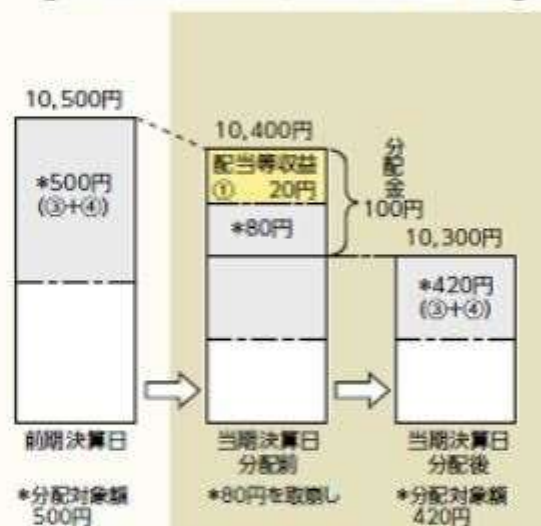 10,500円
10,400円
配当等収益
① 20円
分配金
100円
*500円
(③+④)
*80円
10,300円
*420円
(③+④)
前期決算日
当期決算日
分配前
当期決算日
分配後
*分配対象額
500円
*80円を取崩し
*分配対象額
420円